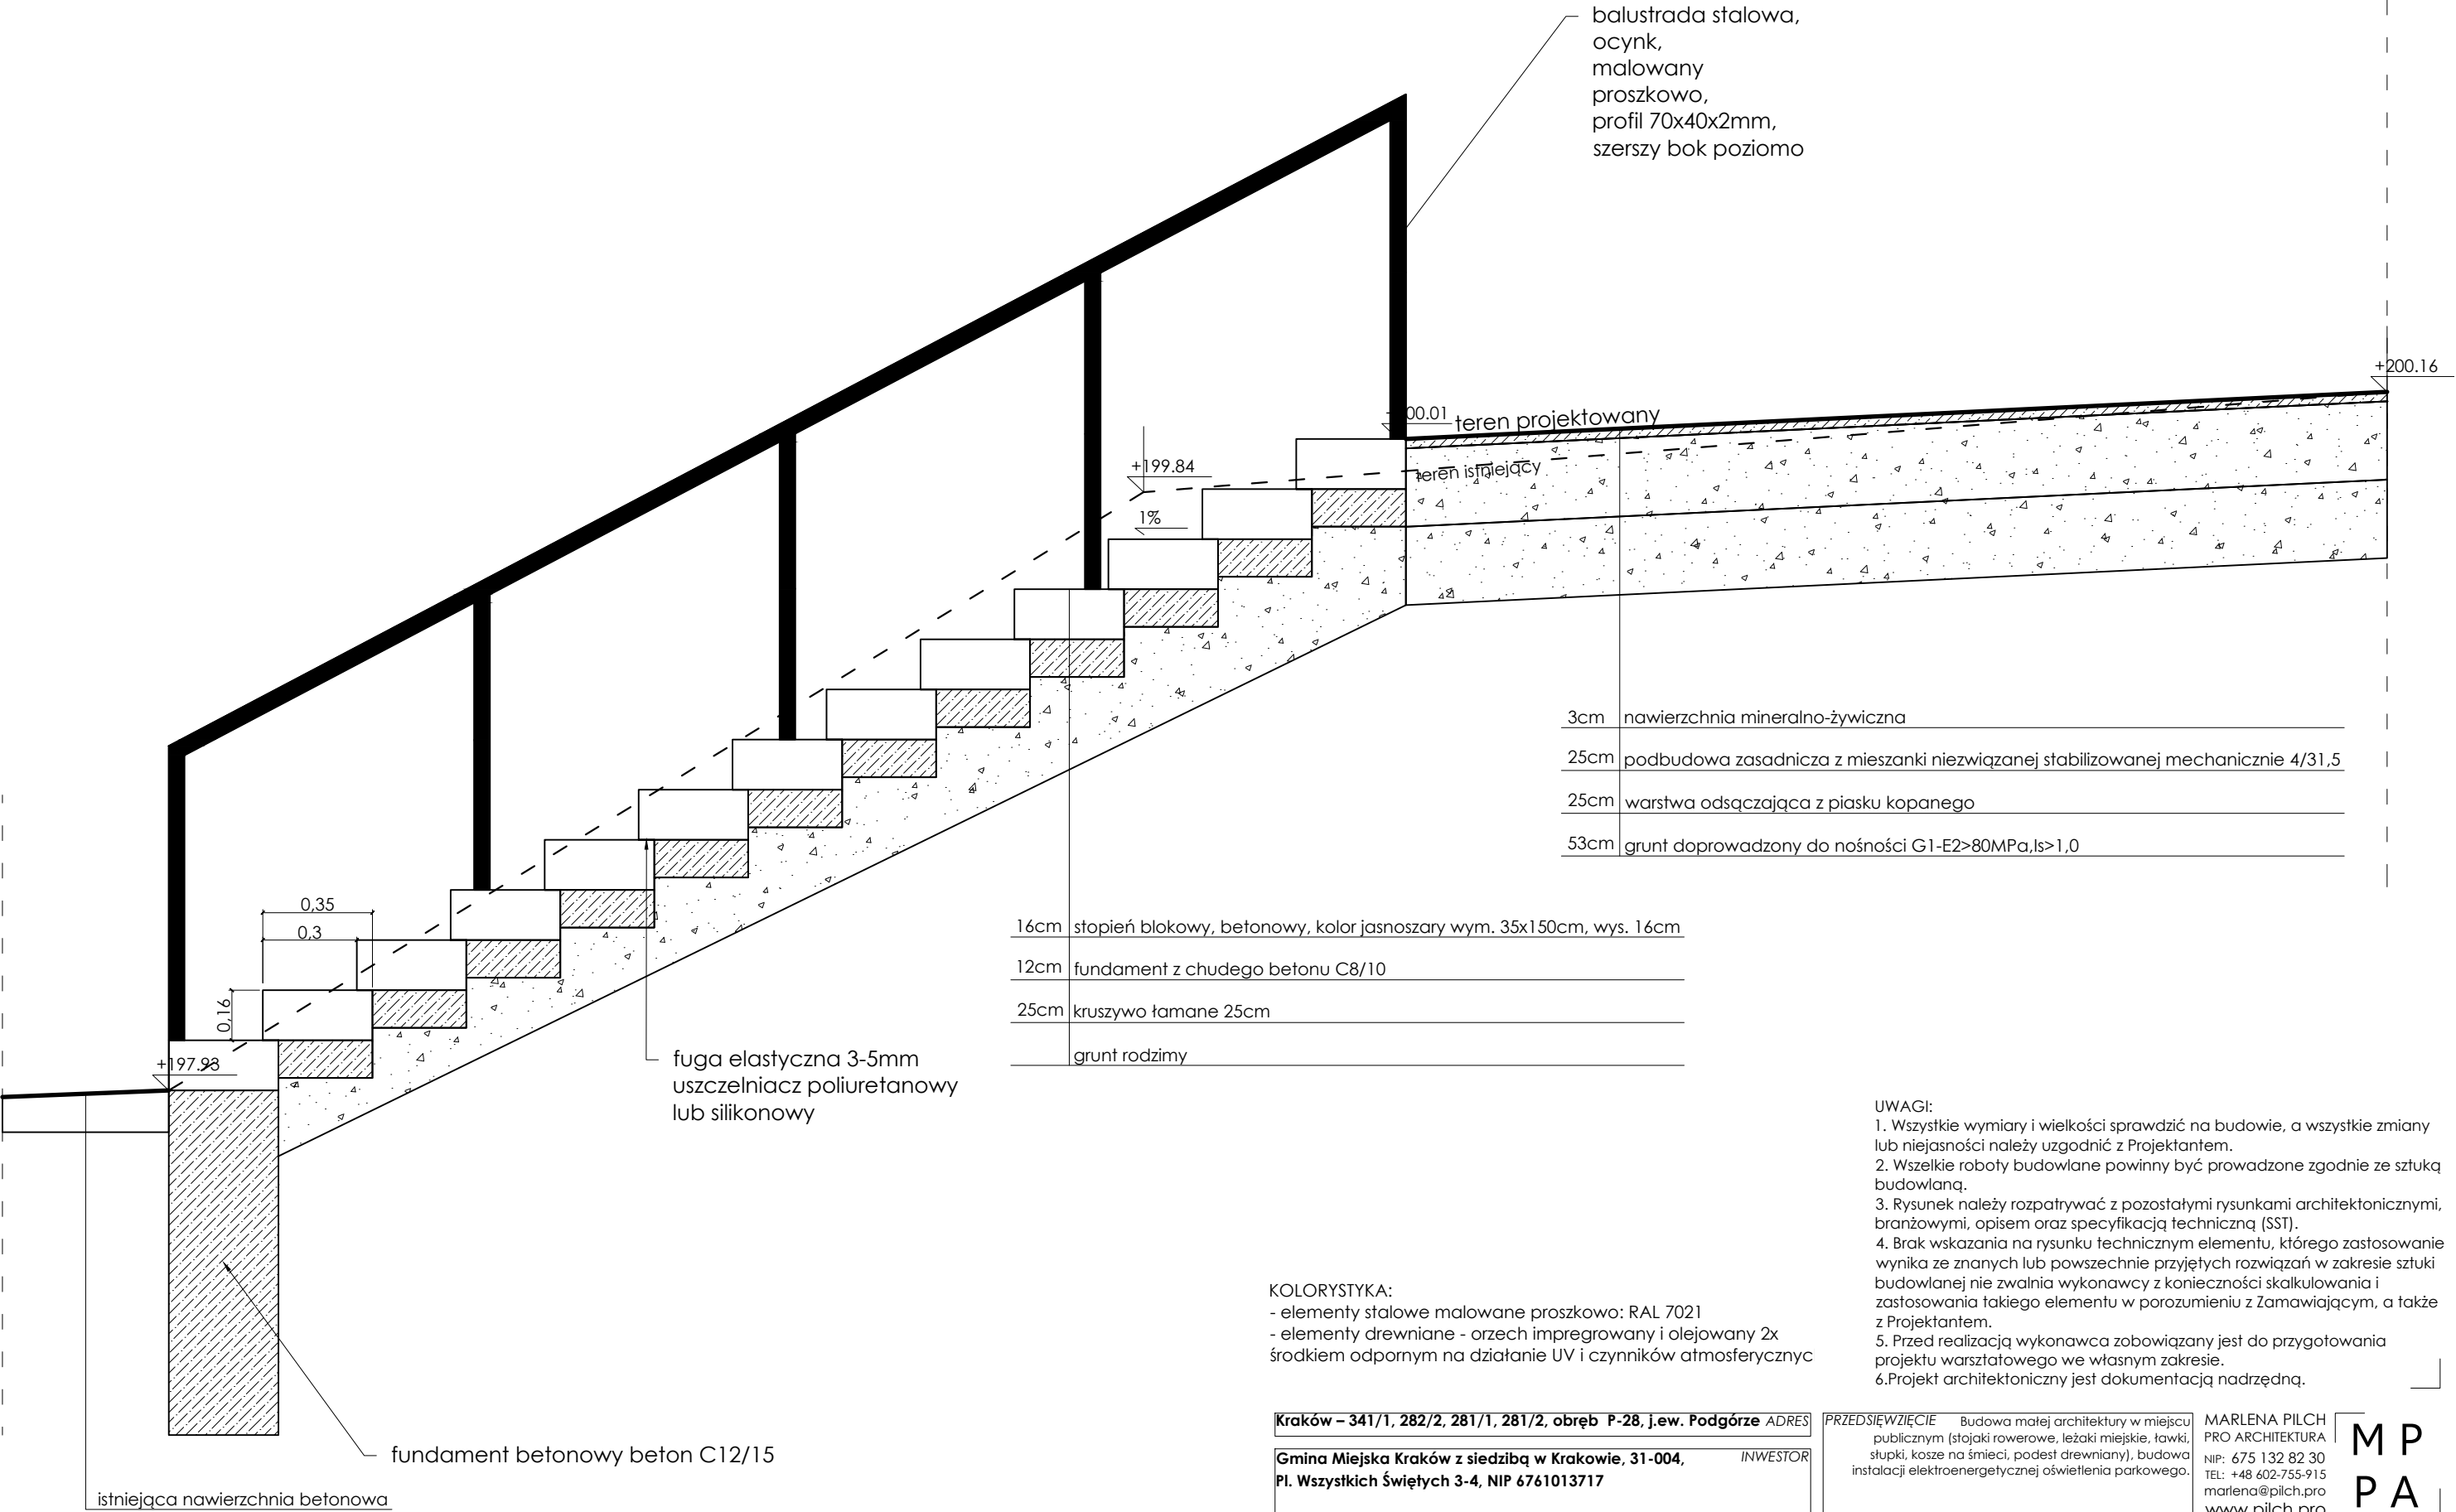 balustrada stalowa,
ocynk,
malowany
proszkowo,
profil 70x40x2mm,
szerszy bok poziomo
+200.16
00.01
teren projektowany
+199.84
teren istniejący
1%
3cm nawierzchnia mineralno-żywiczna
25cm podbudowa zasadnicza z mieszanki niezwiązanej stabilizowanej mechanicznie 4/31,5
25cm warstwa odsączająca z piasku kopanego
53cm grunt doprowadzony do nośności G1-E2>80MPa,Is>1,0
0,35
0,3
0,16
16cm stopień blokowy, betonowy, kolor jasnoszary wym. 35x150cm, wys. 16cm
12cm fundament z chudego betonu C8/10
25cm kruszywo łamane 25cm
grunt rodzimy
+197.93
fuga elastyczna 3-5mm
uszczelniacz poliuretanowy
lub silikonowy
fundament betonowy beton C12/15
istniejąca nawierzchnia betonowa
UWAGI:
1. Wszystkie wymiary i wielkości sprawdzić na budowie, a wszystkie zmiany
lub niejasności należy uzgodnić z Projektantem.
2. Wszelkie roboty budowlane powinny być prowadzone zgodnie ze sztuką
budowlaną.
3. Rysunek należy rozpatrywać z pozostałymi rysunkami architektonicznymi,
branżowymi, opisem oraz specyfikacją techniczną (SST).
4. Brak wskazania na rysunku technicznym elementu, którego zastosowanie
wynika ze znanych lub powszechnie przyjętych rozwiązań w zakresie sztuki
budowlanej nie zwalnia wykonawcy z konieczności skalkulowania i
zastosowania takiego elementu w porozumieniu z Zamawiającym, a także
z Projektantem.
5. Przed realizacją wykonawca zobowiązany jest do przygotowania
projektu warsztatowego we własnym zakresie.
6.Projekt architektoniczny jest dokumentacją nadrzędną.
KOLORYSTYKA:
- elementy stalowe malowane proszkowo: RAL 7021
- elementy drewniane - orzech impregrowany i olejowany 2x
środkiem odpornym na działanie UV i czynników atmosferycznyc
Kraków – 341/1, 282/2, 281/1, 281/2, obręb P-28, j.ew. Podgórze ADRES
Gmina Miejska Kraków z siedzibą w Krakowie, 31-004, INWESTOR
Pl. Wszystkich Świętych 3-4, NIP 6761013717
PRZEDSIĘWZIĘCIE Budowa małej architektury w miejscu
publicznym (stojaki rowerowe, leżaki miejskie, ławki,
słupki, kosze na śmieci, podest drewniany), budowa
instalacji elektroenergetycznej oświetlenia parkowego.
MARLENA PILCH
PRO ARCHITEKTURA
NIP: 675 132 82 30
TEL: +48 602-755-915
marlena@pilch.pro
www.pilch.pro
M P
P A